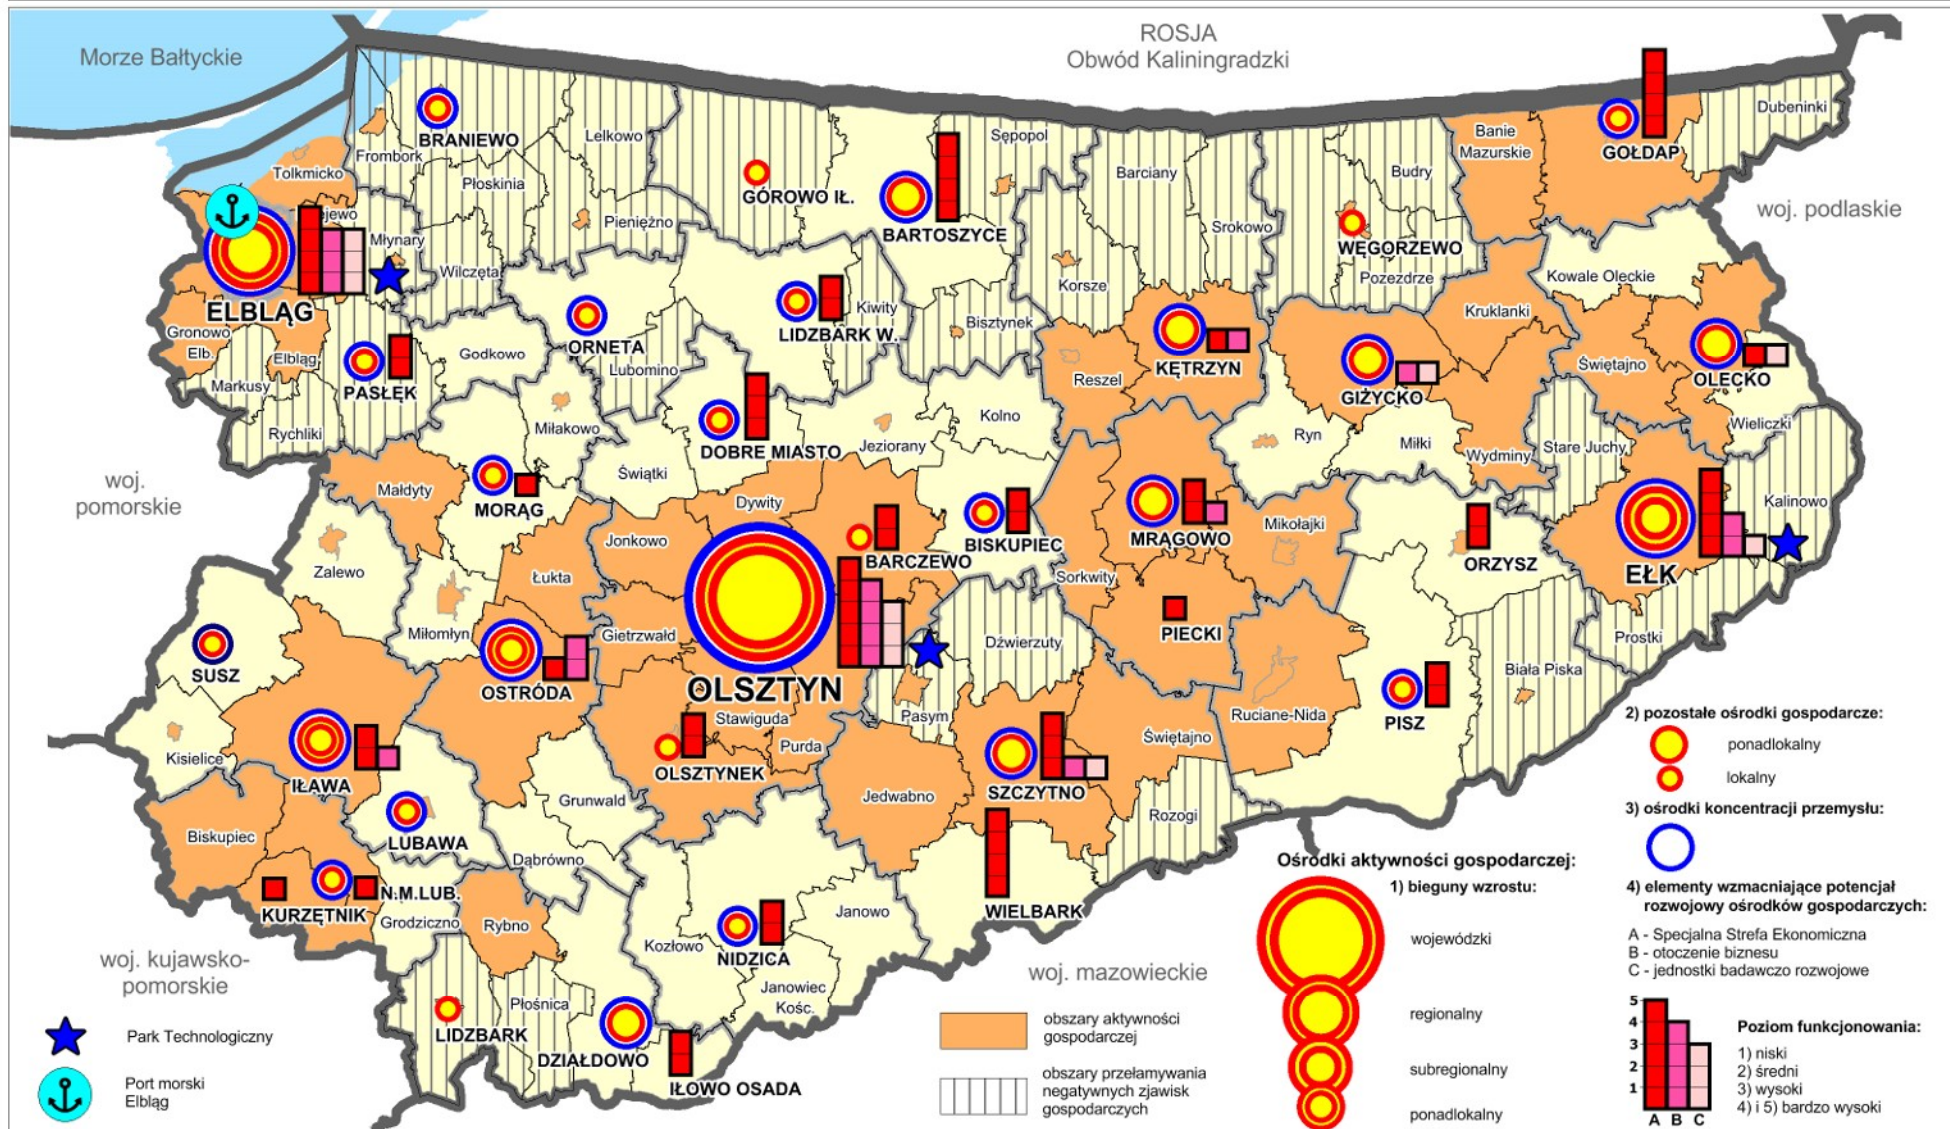 Morze Bałtyckie
ROSJA
Obwód Kaliningradzki
woj. podlaskie
woj.
pomorskie
woj. kujawsko-
pomorskie
woj. mazowieckie
BRANIEWO
Lelkowo
Frombork
Płoskinia
Tolmicko
Pieniężno
Młynary
Wilczęta
GÓROWO IŁ.
Sępopol
BARTOSZYCE
Barciany
Srokowo
Korsze
Budry
WĘGORZEWO
Pozezdrze
Banie
Mazurskie
GOŁDAP
Dubeninki
ELBLĄG
Gronowo
Elb.
Elbląg
Markusy
Rychliki
PASŁĘK
Godkowo
ORNETA
Lubomino
LIDZBARK W.
Kiwity
Bisztynek
Reszel
KĘTRZYN
GIŻYCKO
Kruklanki
Kowale Oleckie
Świętajno
OLECKO
Wieliczki
Miłakowo
MORĄG
Małdyty
Świątki
DOBRE MIASTO
Jeziorany
Kolno
Ryn
Miłki
Wydminy
Stare Juchy
Kalinowo
EŁK
Prostki
Zalewo
Miłomłyn
Łukta
Jonkowo
Dywity
BARCZEWO
BISKUPIEC
MRĄGOWO
Mikołajki
ORZYSZ
Sorkwity
PIECKI
Dźwierzuty
Gietrzwałd
OLSZTYN
OSTRÓDA
SUSZ
Kisielice
IŁAWA
OLSZTYNEK
Stawiguda
Purda
Pasym
SZCZYTNO
Świętajno
Ruciane-Nida
PISZ
Biała Piska
Jedwabno
Rozogi
WIELBARK
Grunwald
Dąbrówno
LUBAWA
Biskupiec
N.M.LUB.
KURZĘTNIK
Grodziczno
Rybno
Kozłowo
NIDZICA
Janowo
Janowiec
Kośc.
Płośnica
LIDZBARK
DZIAŁDOWO
IŁOWO OSADA
Park Technologiczny
Port morski
Elbląg
obszary aktywności
gospodarczej
obszary przełamywania
negatywnych zjawisk
gospodarczych
Ośrodki aktywności gospodarczej:
1) bieguny wzrostu:
wojewódzki
regionalny
subregionalny
ponadlokalny
2) pozostałe ośrodki gospodarcze:
ponadlokalny
lokalny
3) ośrodki koncentracji przemysłu:
4) elementy wzmacniające potencjał
rozwojowy ośrodków gospodarczych:
A - Specjalna Strefa Ekonomiczna
B - otoczenie biznesu
C - jednostki badawczo rozwojowe
5
4
3
2
1
A B C
Poziom funkcjonowania:
1) niski
2) średni
3) wysoki
4) i 5) bardzo wysoki